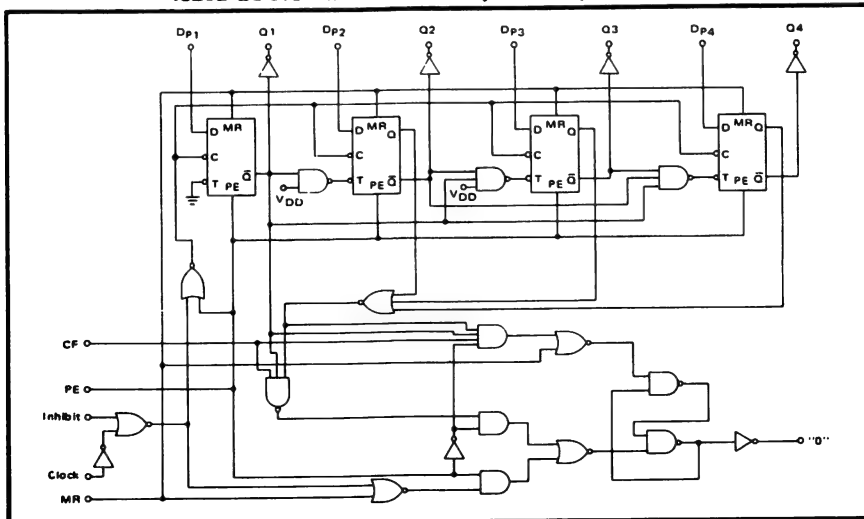 DP1 Q1 DP2 Q2 DP3 Q3 DP4 Q4
D MR D MR Q D MR Q D MR Q
C C C C
Q̅
T PE T PE Q̅ T PE Q̅ T PE Q̅
VDD VDD
CF
PE
Inhibit
Clock
MR
"0"